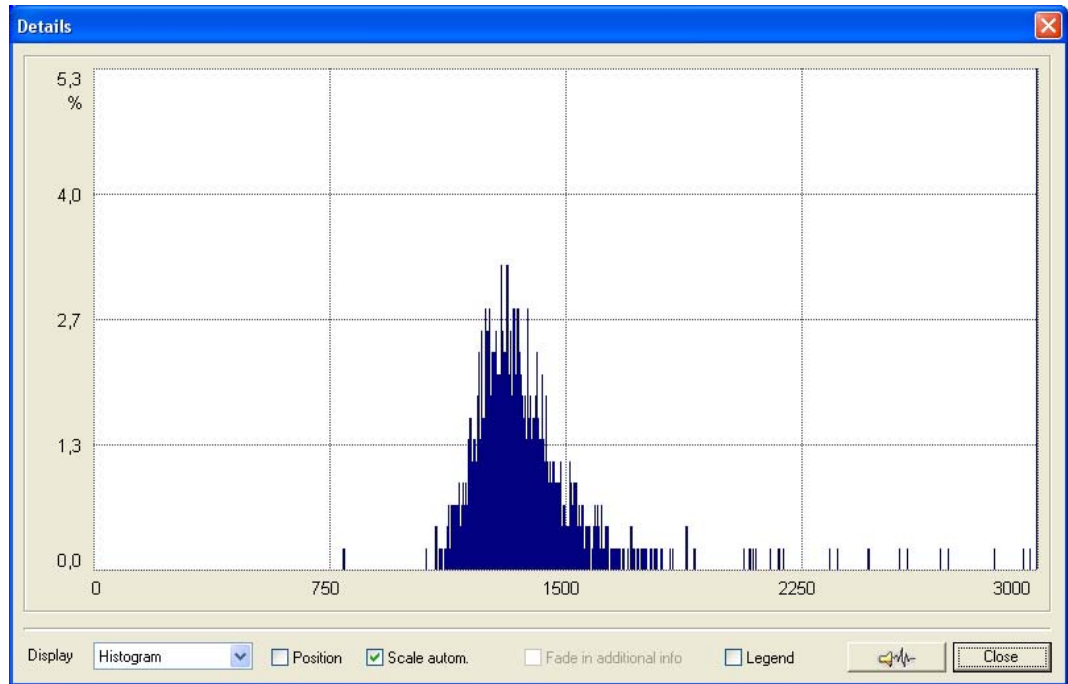 Details
5,3
%
4,0
2,7
1,3
0,0
0 750 1500 2250 3000
Display Histogram Position Scale autom. Fade in additional info Legend Close